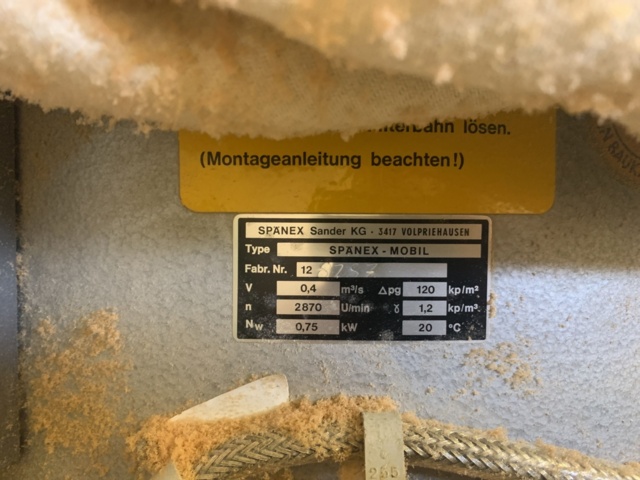 lösen.
(Montageanleitung beachten!)
SPÄNEX Sander KG - 3417 VOLPRIEHAUSEN
Type SPÄNEX - MOBIL
Fabr. Nr. 12
V 0,4 m³/s Δpg 120 kp/m²
n 2870 U/min ɣ 1,2 kp/m³
Nw 0,75 kW 20 °C
255